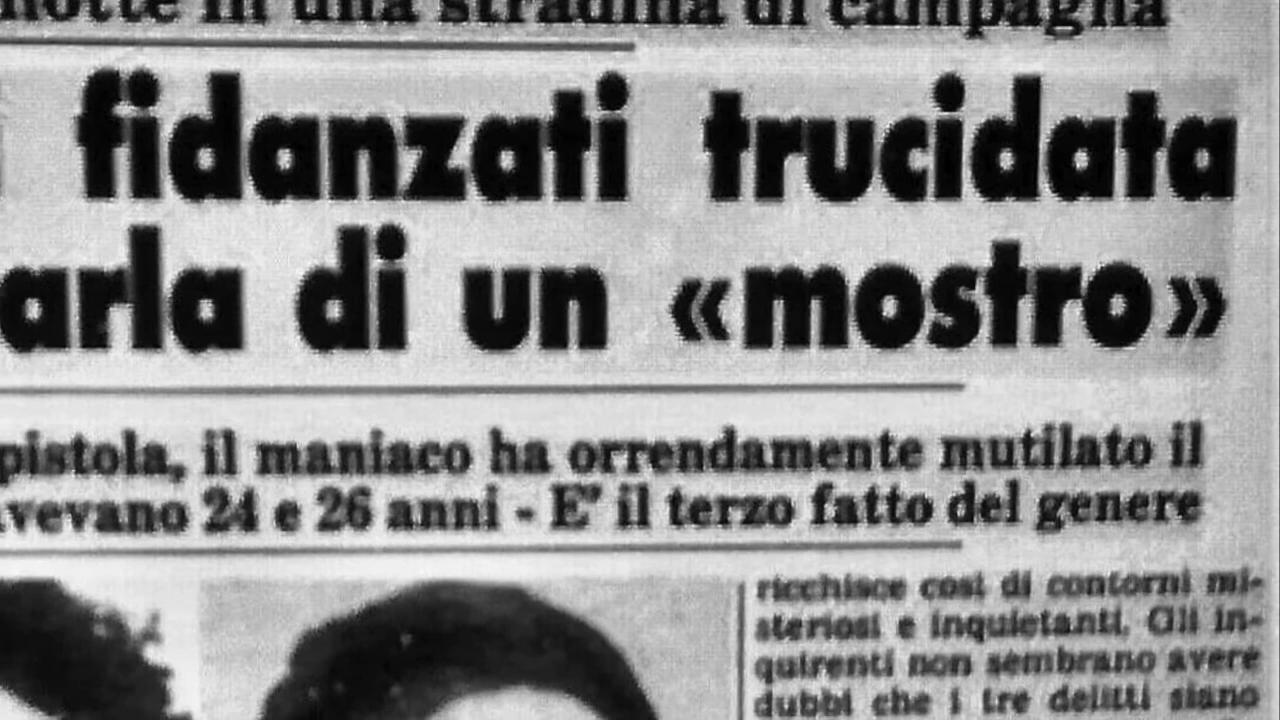 notte in una stradina di campagna
fidanzati trucidata
arla di un «mostro»
pistola, il maniaco ha orrendamente mutilato il
avevano 24 e 26 anni - E' il terzo fatto del genere
ricchisce così di contorni mi-
steriosi e inquietanti. Gli in-
quirenti non sembrano avere
dubbi che i tre delitti siano